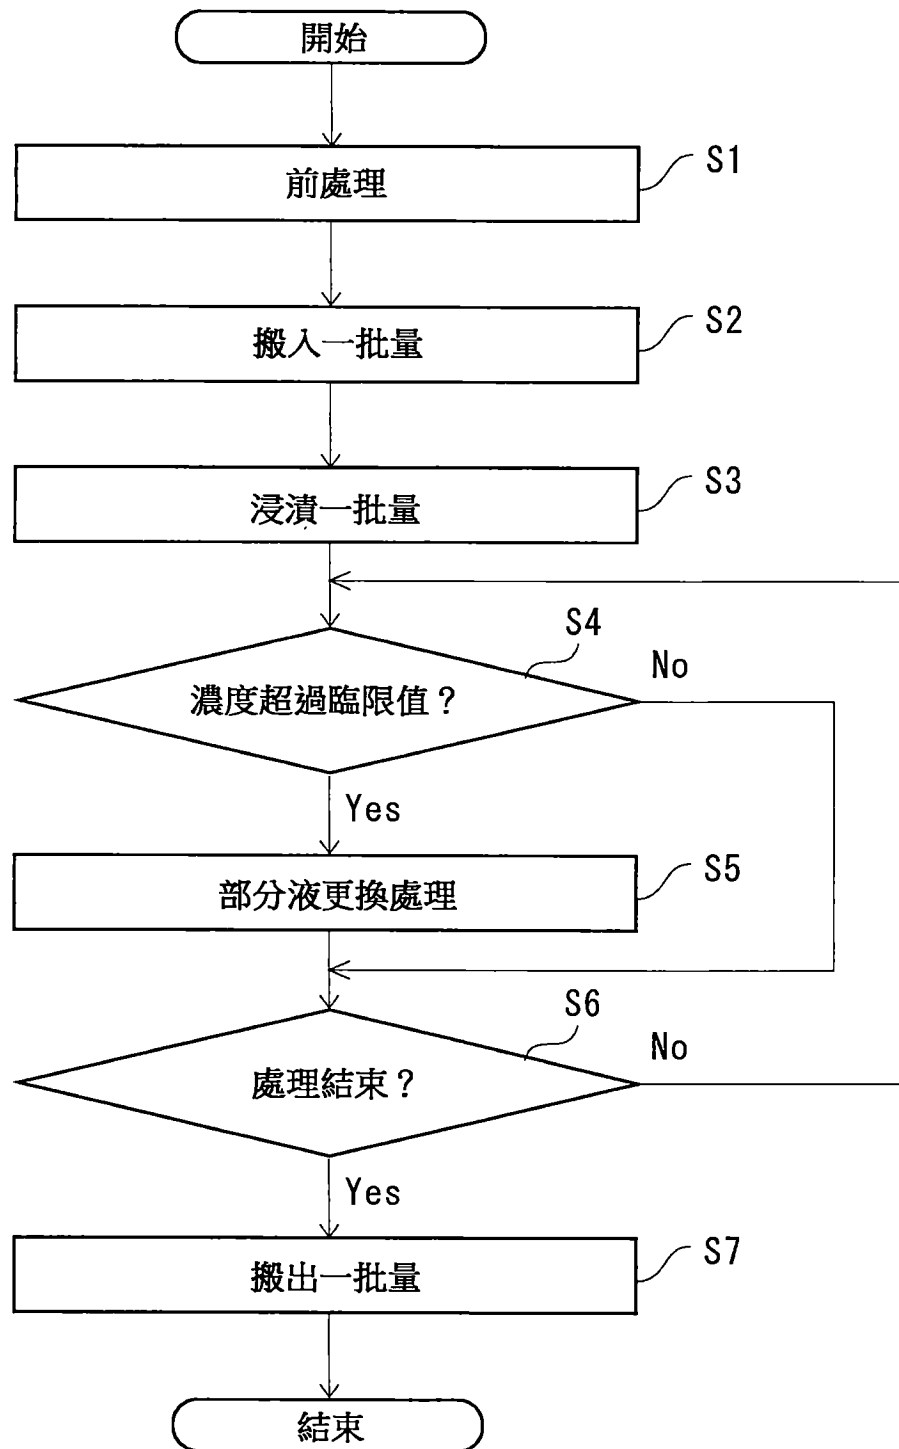 開始
前處理
S1
搬入一批量
S2
浸漬一批量
S3
濃度超過臨限值？
S4
No
Yes
部分液更換處理
S5
處理結束？
S6
No
Yes
搬出一批量
S7
結束